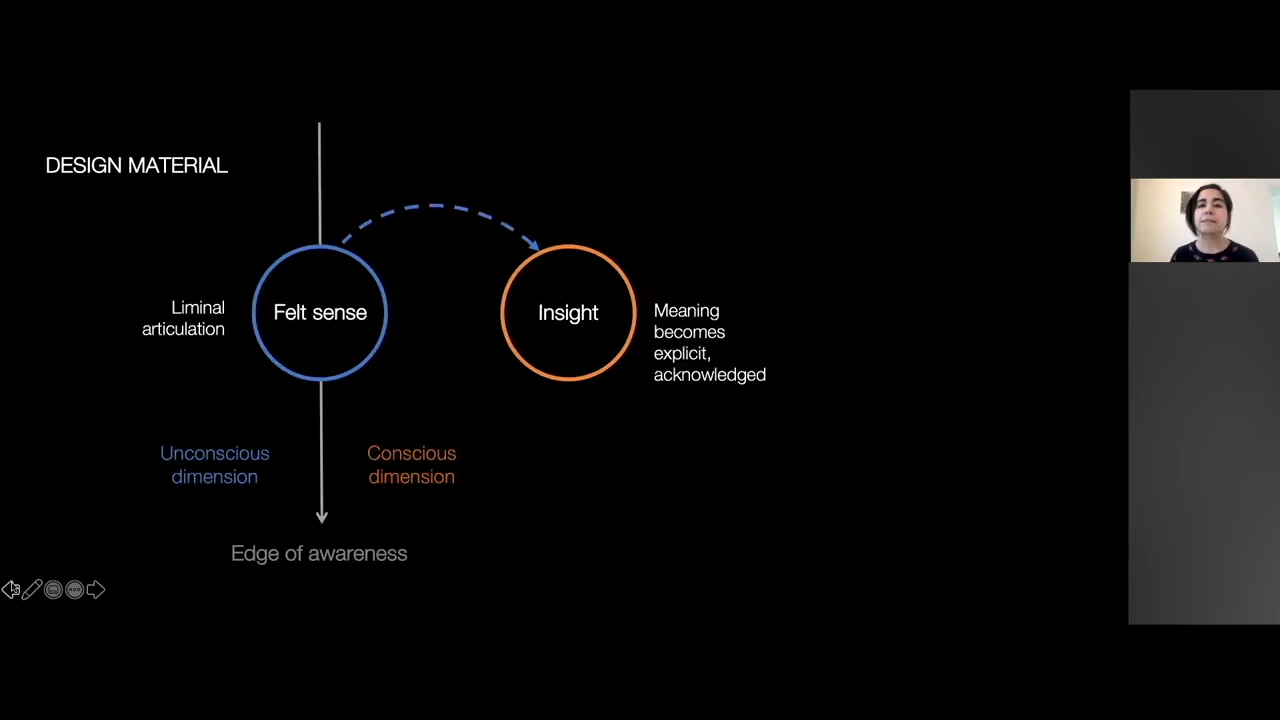 DESIGN MATERIAL
Liminal
articulation
Felt sense
Insight
Meaning
becomes
explicit,
acknowledged
Unconscious
dimension
Conscious
dimension
Edge of awareness